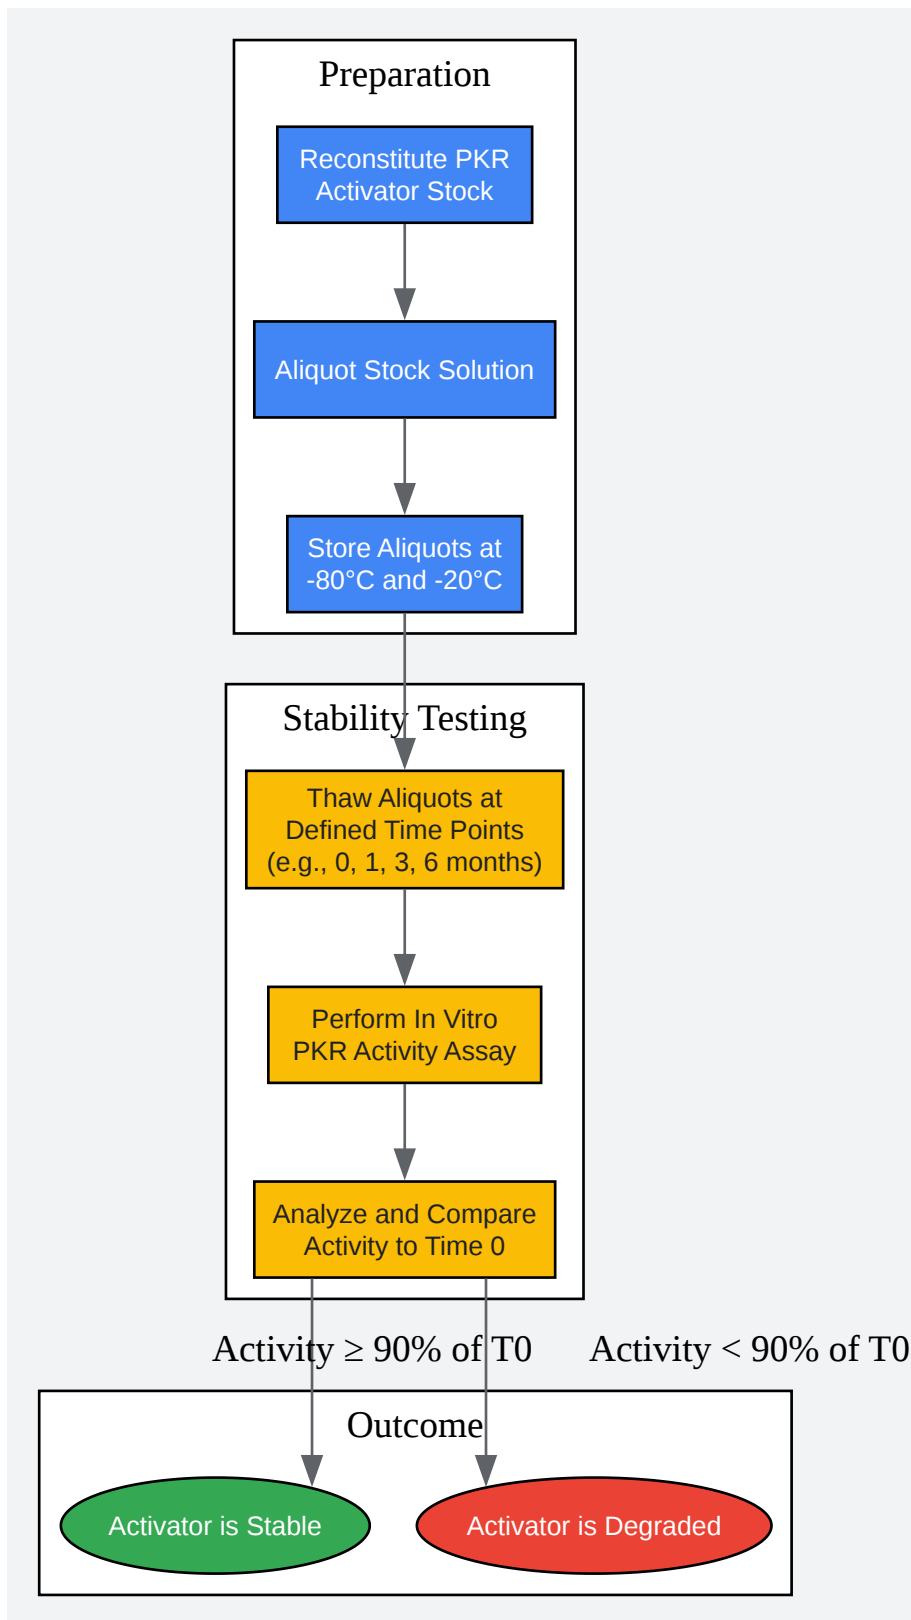 Preparation
Reconstitute PKR
Activator Stock
Aliquot Stock Solution
Store Aliquots at
-80°C and -20°C
Stability Testing
Thaw Aliquots at
Defined Time Points
(e.g., 0, 1, 3, 6 months)
Perform In Vitro
PKR Activity Assay
Analyze and Compare
Activity to Time 0
Activity ≥ 90% of T0
Activity < 90% of T0
Outcome
Activator is Stable
Activator is Degraded